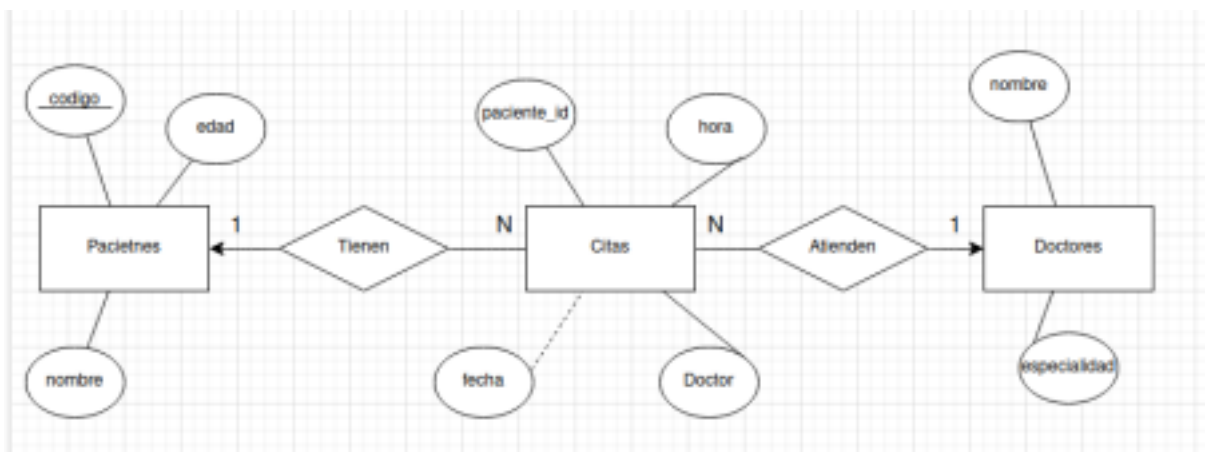 nombre
codigo
paciente_id
edad
hora
1
N
N
1
Pacietnes
Tienen
Citas
Atienden
Doctores
nombre
fecha
Doctor
especialidad